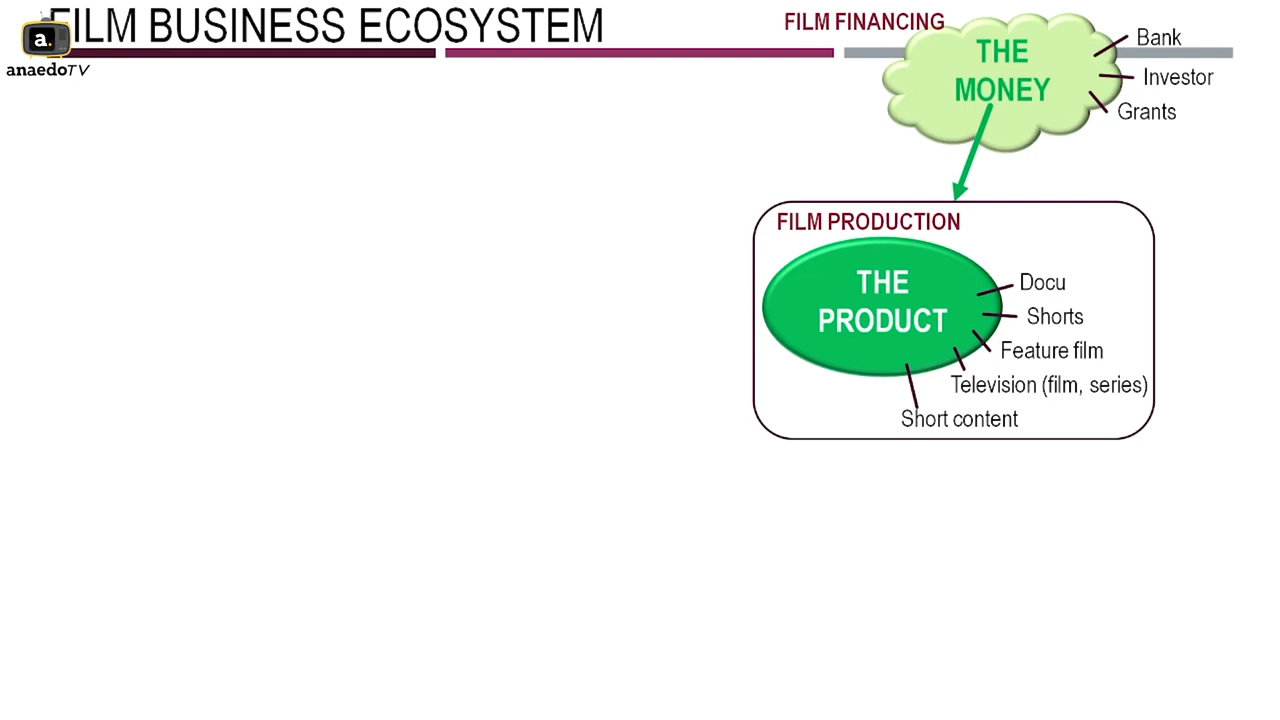 FILM BUSINESS ECOSYSTEM
a.
anaedoTV
FILM FINANCING
THE
MONEY
Bank
Investor
Grants
FILM PRODUCTION
THE
PRODUCT
Docu
Shorts
Feature film
Television (film, series)
Short content